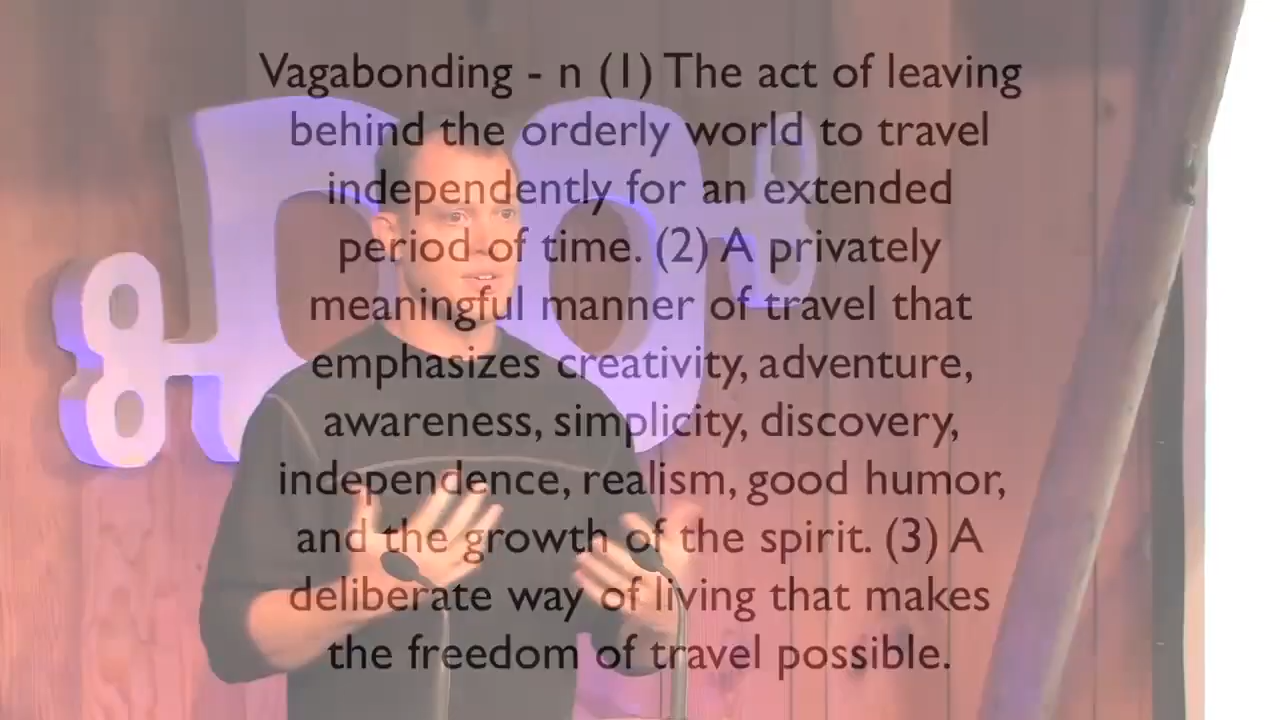 Vagabonding - n (1) The act of leaving
behind the orderly world to travel
independently for an extended
period of time. (2) A privately
meaningful manner of travel that
emphasizes creativity, adventure,
awareness, simplicity, discovery,
independence, realism, good humor,
and the growth of the spirit. (3) A
deliberate way of living that makes
the freedom of travel possible.